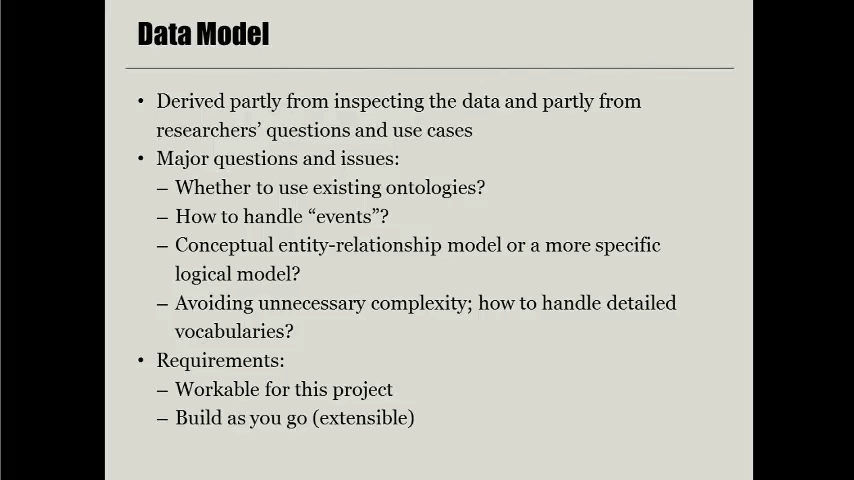 Data Model
• Derived partly from inspecting the data and partly from
researchers’ questions and use cases
• Major questions and issues:
– Whether to use existing ontologies?
– How to handle “events”?
– Conceptual entity-relationship model or a more specific
logical model?
– Avoiding unnecessary complexity; how to handle detailed
vocabularies?
• Requirements:
– Workable for this project
– Build as you go (extensible)